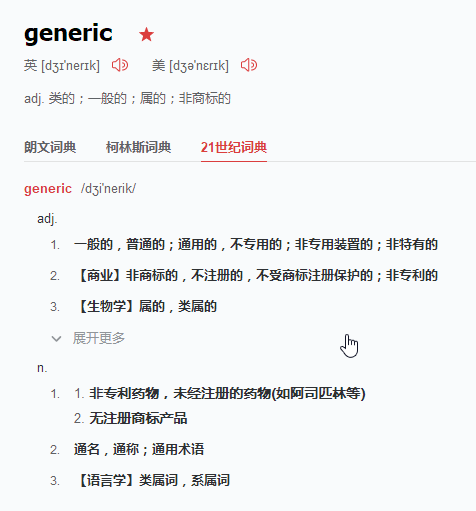 generic
英 [dʒɪ'nerɪk] 美 [dʒə'nɛrɪk]
adj. 类的；一般的；属的；非商标的
朗文词典 柯林斯词典 21世纪词典
generic /dʒi'nerik/
adj.
1. 一般的，普通的；通用的，不专用的；非专用装置的；非特有的
2. 【商业】非商标的，不注册的，不受商标注册保护的；非专利的
3. 【生物学】属的，类属的
展开更多
n.
1. 1. 非专利药物，未经注册的药物(如阿司匹林等)
2. 无注册商标产品
2. 通名，通称；通用术语
3. 【语言学】类属词，系属词